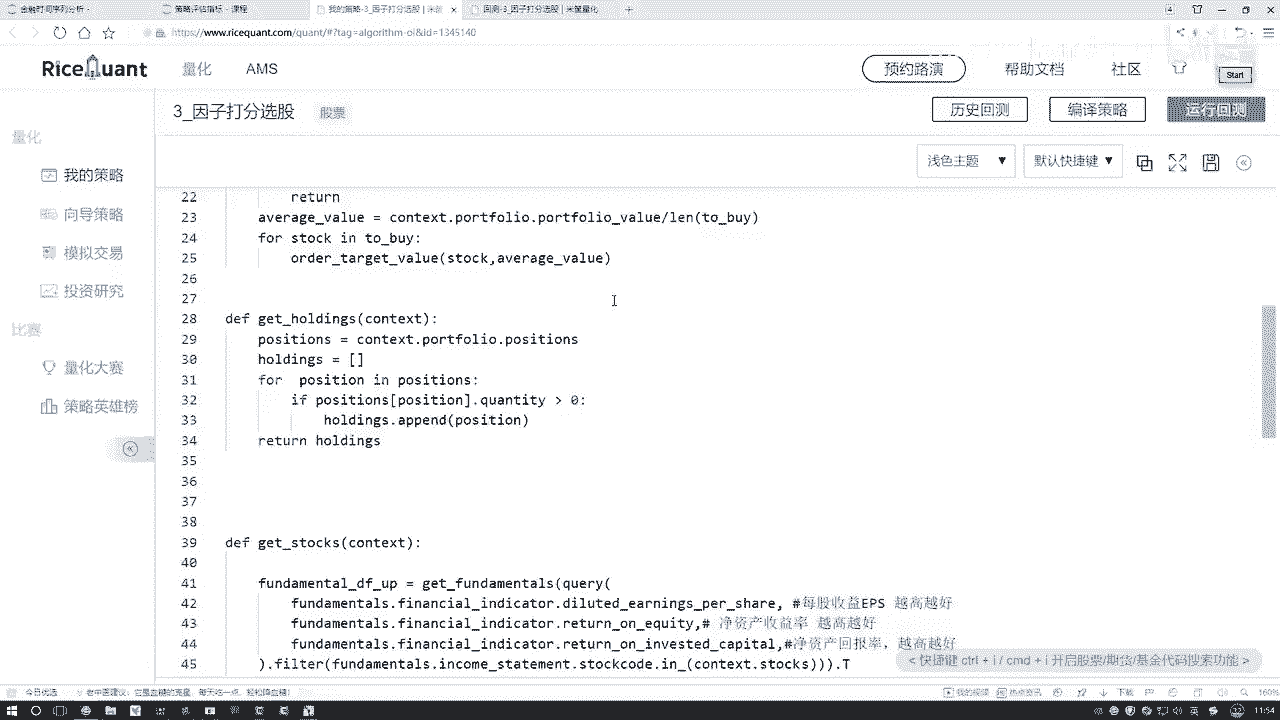 金融时间序列分析 -
策略评估指标 - 课程
我的策略-3_因子打分选股 | 米筐
回测-3_因子打分选股 | 米筐量化
https://www.ricequant.com/quant/#?tag=algorithm-oi&id=1345140
RiceQuant
量化
AMS
预约路演
帮助文档
社区
Start
3_因子打分选股
股票
历史回测
编译策略
运行回测
量化
我的策略
向导策略
模拟交易
投资研究
比赛
量化大赛
策略英雄榜
浅色主题
默认快捷键
22 return
23 average_value = context.portfolio.portfolio_value/len(to_buy)
24 for stock in to_buy:
25 order_target_value(stock,average_value)
26
27
28 def get_holdings(context):
29 positions = context.portfolio.positions
30 holdings = []
31 for  position in positions:
32 if positions[position].quantity > 0:
33 holdings.append(position)
34 return holdings
35
36
37
38
39 def get_stocks(context):
40
41 fundamental_df_up = get_fundamentals(query(
42 fundamentals.financial_indicator.diluted_earnings_per_share, #每股收益EPS 越高越好
43 fundamentals.financial_indicator.return_on_equity,# 净资产收益率 越高越好
44 fundamentals.financial_indicator.return_on_invested_capital,#净资产回报率，越高越好
45 ).filter(fundamentals.income_statement.stockcode.in_(context.stocks))).T
< 快捷键 ctrl + i / cmd + i 开启股票/期货/基金代码搜索功能 >
今日优选
我的视频
热点资讯
下载
英
22
11:54